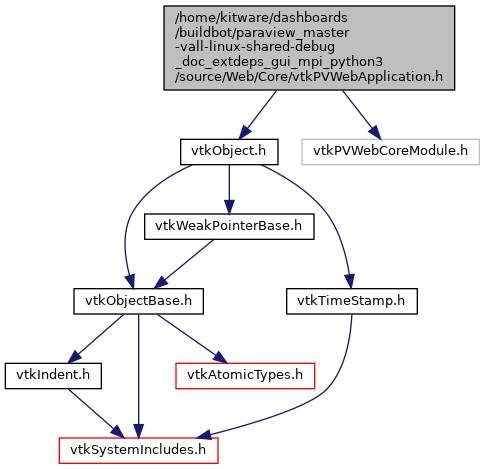 /home/kitware/dashboards
/buildbot/paraview_master
-vall-linux-shared-debug
_doc_extdeps_gui_mpi_python3
/source/Web/Core/vtkPVWebApplication.h
vtkObject.h
vtkPVWebCoreModule.h
vtkWeakPointerBase.h
vtkObjectBase.h
vtkTimeStamp.h
vtkIndent.h
vtkAtomicTypes.h
vtkSystemIncludes.h